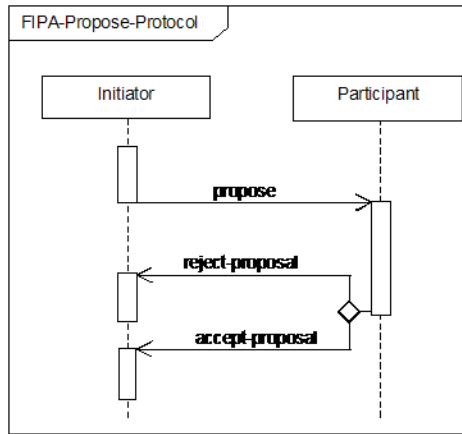 FIPA-Propose-Protocol
Initiator
Participant
propose
reject-proposal
accept-proposal